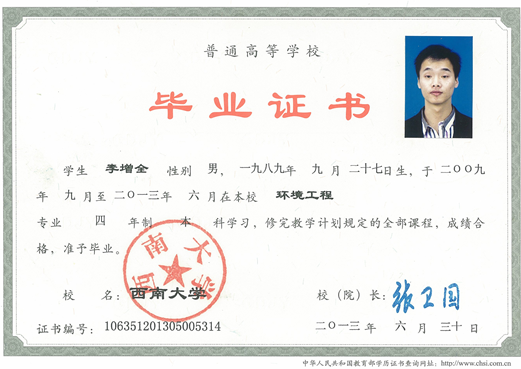 普通高等学校
毕业证书
学生 李增全 性别 男，一九八九年 九 月 二十七日生，于 二〇〇九
年 九 月至 二〇一三年 六 月在本校 环境工程
专业 四 年制 本 科学习，修完教学计划规定的全部课程，成绩合
格，准予毕业。
西南大学
校 名：西南大学 校（院）长：张卫国
证书编号：106351201305005314 二〇一三 年 六 月 三十 日
中华人民共和国教育部学历证书查询网址：http://www.chsi.com.cn